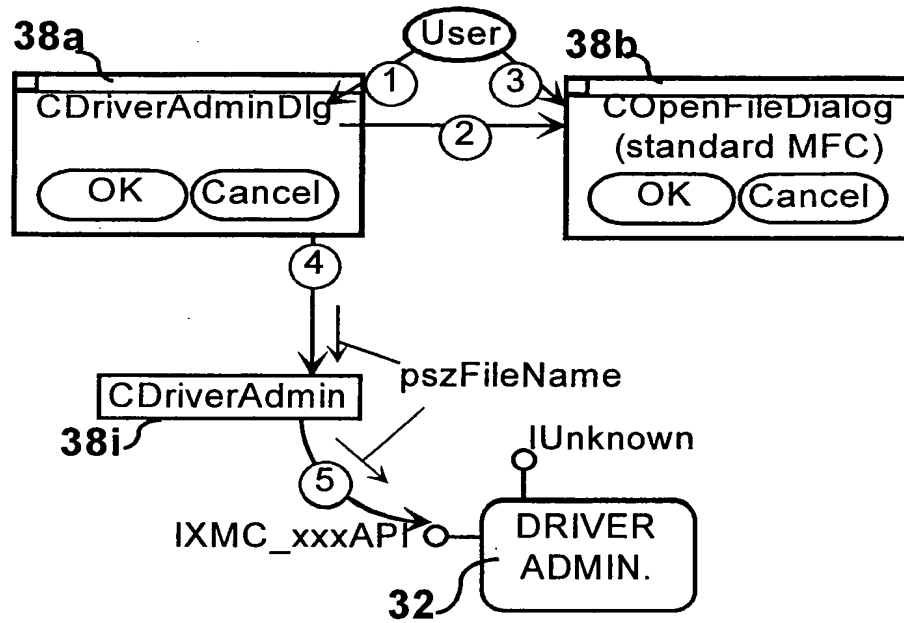 User
38a
38b
1
3
CDriverAdminDlg
2
COpenFileDialog
(standard MFC)
OK
Cancel
OK
Cancel
4
pszFileName
CDriverAdmin
38i
IUnknown
5
IXMC_xxxAPI
DRIVER
ADMIN.
32